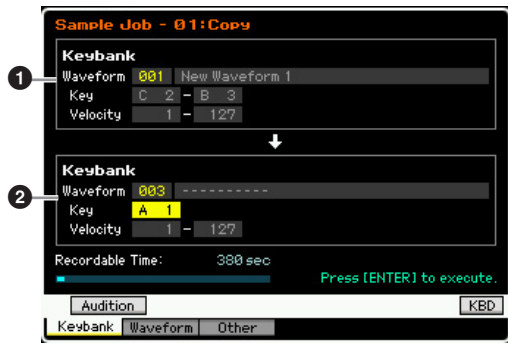 Sample Job - 01:Copy
Keybank
1 Waveform 001 New Waveform 1
Key C 2 - B 3
Velocity 1 - 127
Keybank
2 Waveform 003 ----------
Key A 1
Velocity 1 - 127
Recordable Time: 380 sec
Press [ENTER] to execute.
Audition KBD
Keybank Waveform Other